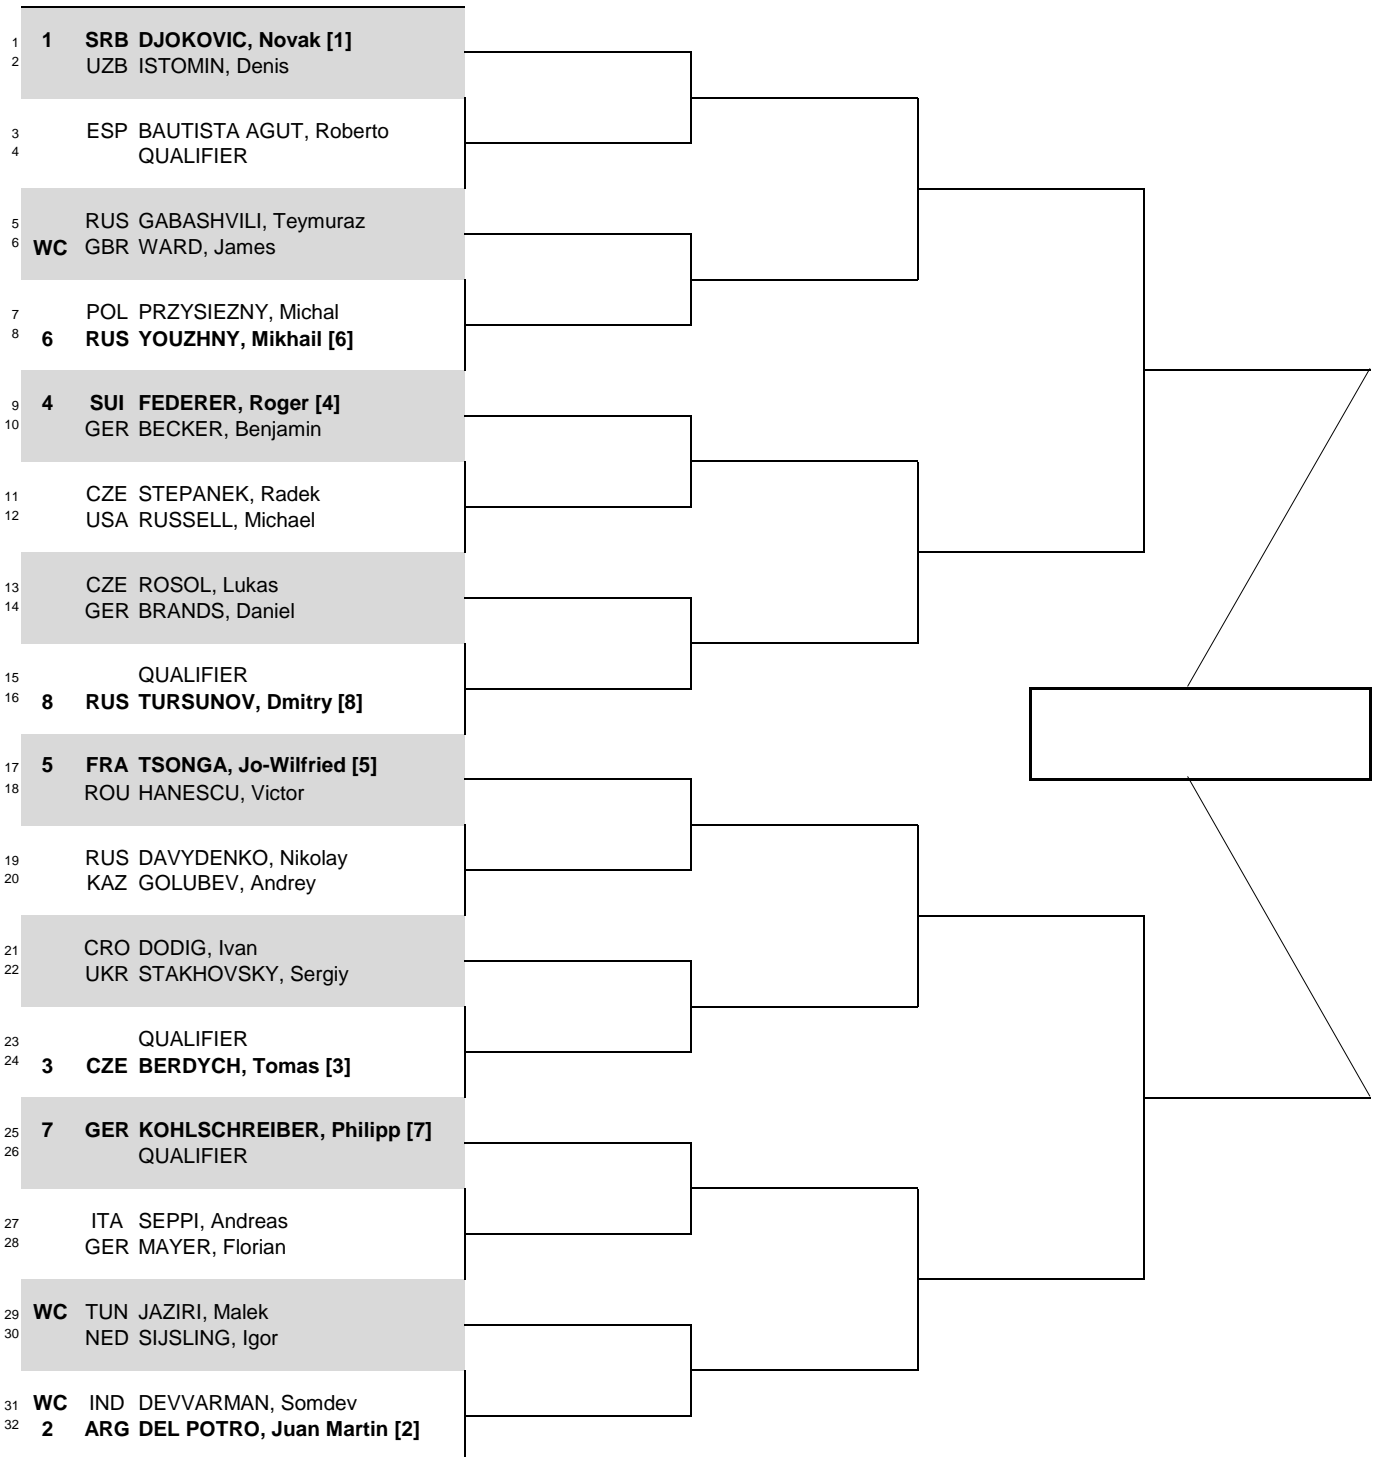 1 1 SRB DJOKOVIC, Novak [1]
2 UZB ISTOMIN, Denis
3 ESP BAUTISTA AGUT, Roberto
4 QUALIFIER
5 RUS GABASHVILI, Teymuraz
6 WC GBR WARD, James
7 POL PRZYSIEZNY, Michal
8 6 RUS YOUZHNY, Mikhail [6]
9 4 SUI FEDERER, Roger [4]
10 GER BECKER, Benjamin
11 CZE STEPANEK, Radek
12 USA RUSSELL, Michael
13 CZE ROSOL, Lukas
14 GER BRANDS, Daniel
15 QUALIFIER
16 8 RUS TURSUNOV, Dmitry [8]
17 5 FRA TSONGA, Jo-Wilfried [5]
18 ROU HANESCU, Victor
19 RUS DAVYDENKO, Nikolay
20 KAZ GOLUBEV, Andrey
21 CRO DODIG, Ivan
22 UKR STAKHOVSKY, Sergiy
23 QUALIFIER
24 3 CZE BERDYCH, Tomas [3]
25 7 GER KOHLSCHREIBER, Philipp [7]
26 QUALIFIER
27 ITA SEPPI, Andreas
28 GER MAYER, Florian
29 WC TUN JAZIRI, Malek
30 NED SIJSLING, Igor
31 WC IND DEVVARMAN, Somdev
32 2 ARG DEL POTRO, Juan Martin [2]